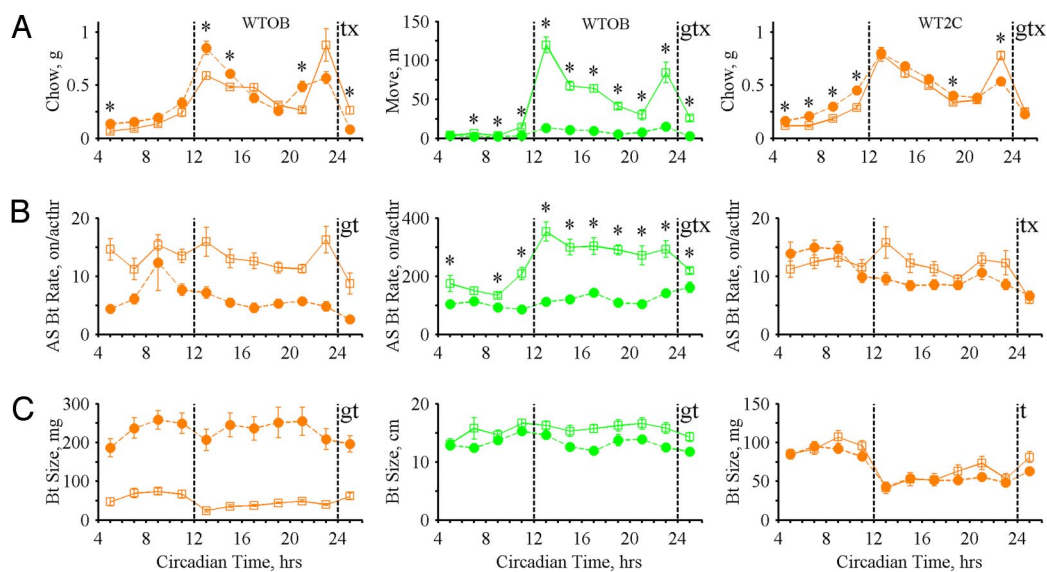 A
WTOB
tx
Chow, g
1
0.5
0
*
*
*
*
*
4 8 12 16 20 24
WTOB
gtx
Move, m
150
100
50
0
*
*
*
*
*
*
*
*
*
*
4 8 12 16 20 24
WT2C
gtx
Chow, g
1
0.5
0
*
*
*
*
*
*
4 8 12 16 20 24
B
gt
AS Bt Rate, on/acthr
20
10
0
4 8 12 16 20 24
gtx
AS Bt Rate, on/acthr
400
200
0
*
*
*
*
*
*
*
*
*
*
4 8 12 16 20 24
tx
AS Bt Rate, on/acthr
20
10
0
4 8 12 16 20 24
C
gt
Bt Size, mg
300
200
100
0
4 8 12 16 20 24
Circadian Time, hrs
gt
Bt Size, cm
20
15
10
5
0
4 8 12 16 20 24
Circadian Time, hrs
t
Bt Size, mg
150
100
50
0
4 8 12 16 20 24
Circadian Time, hrs